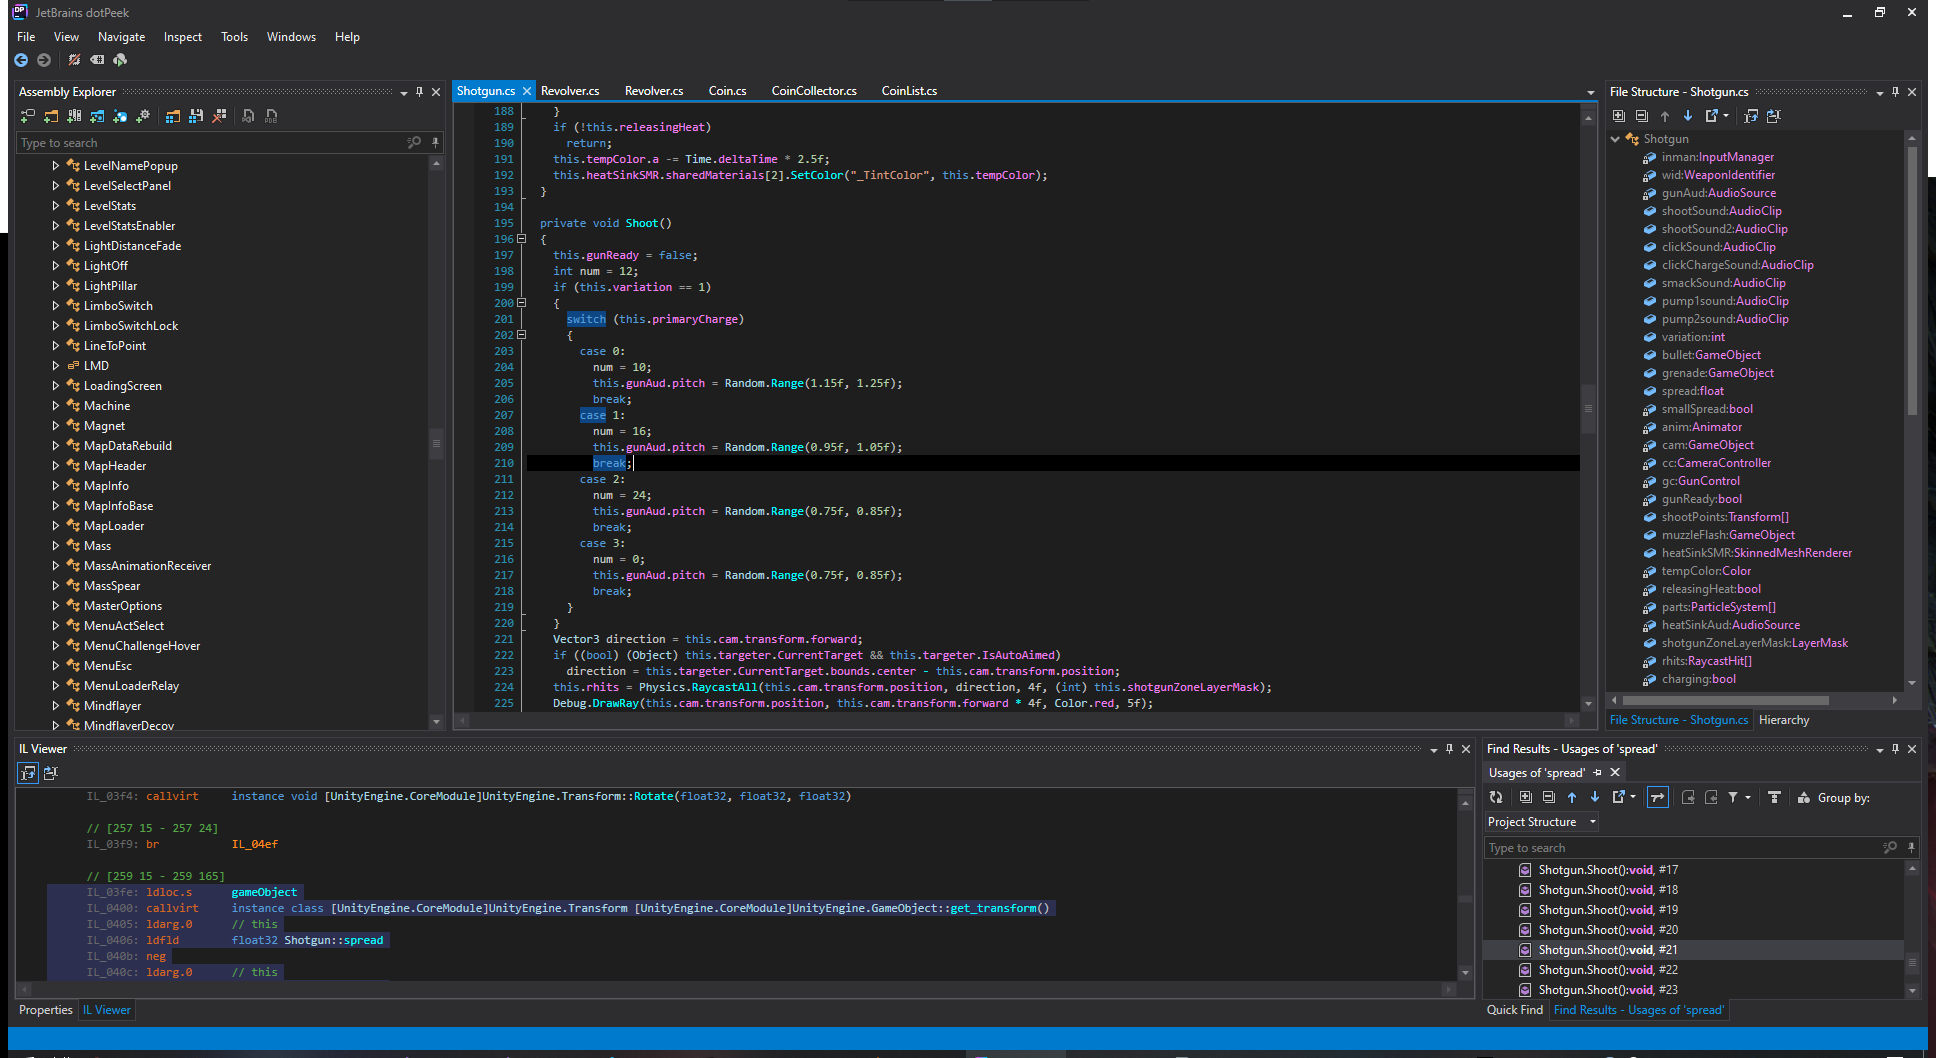 JetBrains dotPeek
File View Navigate Inspect Tools Windows Help
Assembly Explorer
Type to search
LevelNamePopup
LevelSelectPanel
LevelStats
LevelStatsEnabler
LightDistanceFade
LightOff
LightPillar
LimboSwitch
LimboSwitchLock
LineToPoint
LMD
LoadingScreen
Machine
Magnet
MapDataRebuild
MapHeader
MapInfo
MapInfoBase
MapLoader
Mass
MassAnimationReceiver
MassSpear
MasterOptions
MenuActSelect
MenuChallengeHover
MenuEsc
MenuLoaderRelay
Mindflayer
MindflayerDecoy
Shotgun.cs Revolver.cs Revolver.cs Coin.cs CoinCollector.cs CoinList.cs
188 }
189 if (!this.releasingHeat)
190 return;
191 this.tempColor.a -= Time.deltaTime * 2.5f;
192 this.heatSinkSMR.sharedMaterials[2].SetColor("_TintColor", this.tempColor);
193 }
194
195 private void Shoot()
196 {
197 this.gunReady = false;
198 int num = 12;
199 if (this.variation == 1)
200 {
201 switch (this.primaryCharge)
202 {
203 case 0:
204 num = 10;
205 this.gunAud.pitch = Random.Range(1.15f, 1.25f);
206 break;
207 case 1:
208 num = 16;
209 this.gunAud.pitch = Random.Range(0.95f, 1.05f);
210 break;
211 case 2:
212 num = 24;
213 this.gunAud.pitch = Random.Range(0.75f, 0.85f);
214 break;
215 case 3:
216 num = 0;
217 this.gunAud.pitch = Random.Range(0.75f, 0.85f);
218 break;
219 }
220 }
221 Vector3 direction = this.cam.transform.forward;
222 if ((bool) (Object) this.targeter.CurrentTarget && this.targeter.IsAutoAimed)
223 direction = this.targeter.CurrentTarget.bounds.center - this.cam.transform.position;
224 this.rhits = Physics.RaycastAll(this.cam.transform.position, direction, 4f, (int) this.shotgunZoneLayerMask);
225 Debug.DrawRay(this.cam.transform.position, this.cam.transform.forward * 4f, Color.red, 5f);
File Structure - Shotgun.cs
Shotgun
inman:InputManager
wid:WeaponIdentifier
gunAud:AudioSource
shootSound:AudioClip
shootSound2:AudioClip
clickSound:AudioClip
clickChargeSound:AudioClip
smackSound:AudioClip
pump1sound:AudioClip
pump2sound:AudioClip
variation:int
bullet:GameObject
grenade:GameObject
spread:float
smallSpread:bool
anim:Animator
cam:GameObject
cc:CameraController
gc:GunControl
gunReady:bool
shootPoints:Transform[]
muzzleFlash:GameObject
heatSinkSMR:SkinnedMeshRenderer
tempColor:Color
releasingHeat:bool
parts:ParticleSystem[]
heatSinkAud:AudioSource
shotgunZoneLayerMask:LayerMask
rhits:RaycastHit[]
charging:bool
File Structure - Shotgun.cs Hierarchy
IL Viewer
IL_03f4: callvirt instance void [UnityEngine.CoreModule]UnityEngine.Transform::Rotate(float32, float32, float32)
// [257 15 - 257 24]
IL_03f9: br IL_04ef
// [259 15 - 259 165]
IL_03fe: ldloc.s gameObject
IL_0400: callvirt instance class [UnityEngine.CoreModule]UnityEngine.Transform [UnityEngine.CoreModule]UnityEngine.GameObject::get_transform()
IL_0405: ldarg.0 // this
IL_0406: ldfld float32 Shotgun::spread
IL_040b: neg
IL_040c: ldarg.0 // this
Properties IL Viewer
Find Results - Usages of 'spread'
Usages of 'spread'
Group by:
Project Structure
Type to search
Shotgun.Shoot():void, #17
Shotgun.Shoot():void, #18
Shotgun.Shoot():void, #19
Shotgun.Shoot():void, #20
Shotgun.Shoot():void, #21
Shotgun.Shoot():void, #22
Shotgun.Shoot():void, #23
Quick Find Find Results - Usages of 'spread'